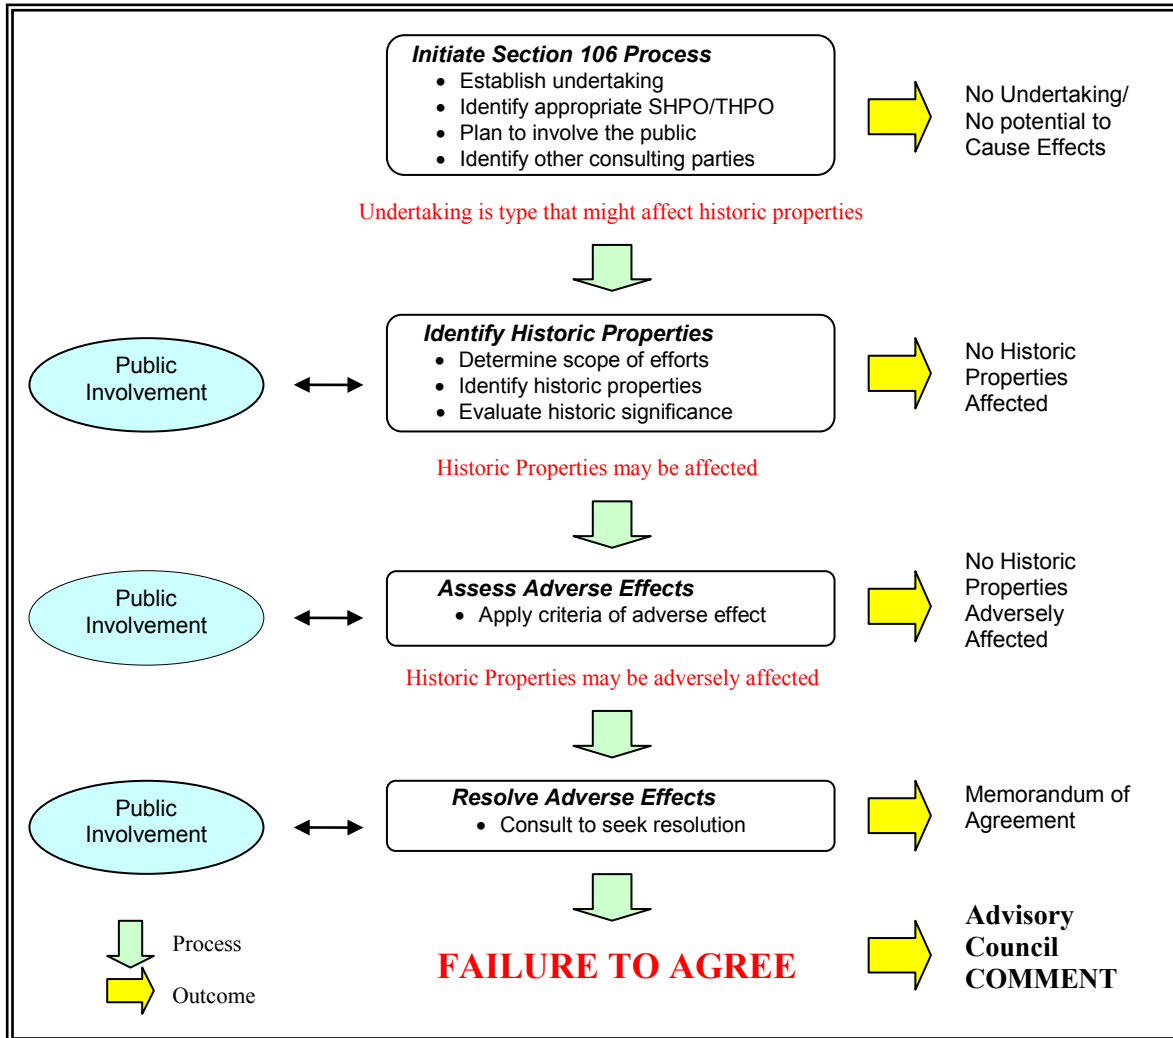 Initiate Section 106 Process
• Establish undertaking
• Identify appropriate SHPO/THPO
• Plan to involve the public
• Identify other consulting parties
No Undertaking/
No potential to
Cause Effects
Undertaking is type that might affect historic properties
Public
Involvement
Identify Historic Properties
• Determine scope of efforts
• Identify historic properties
• Evaluate historic significance
No Historic
Properties
Affected
Historic Properties may be affected
Public
Involvement
Assess Adverse Effects
• Apply criteria of adverse effect
No Historic
Properties
Adversely
Affected
Historic Properties may be adversely affected
Public
Involvement
Resolve Adverse Effects
• Consult to seek resolution
Memorandum of
Agreement
Process
Outcome
FAILURE TO AGREE
Advisory
Council
COMMENT